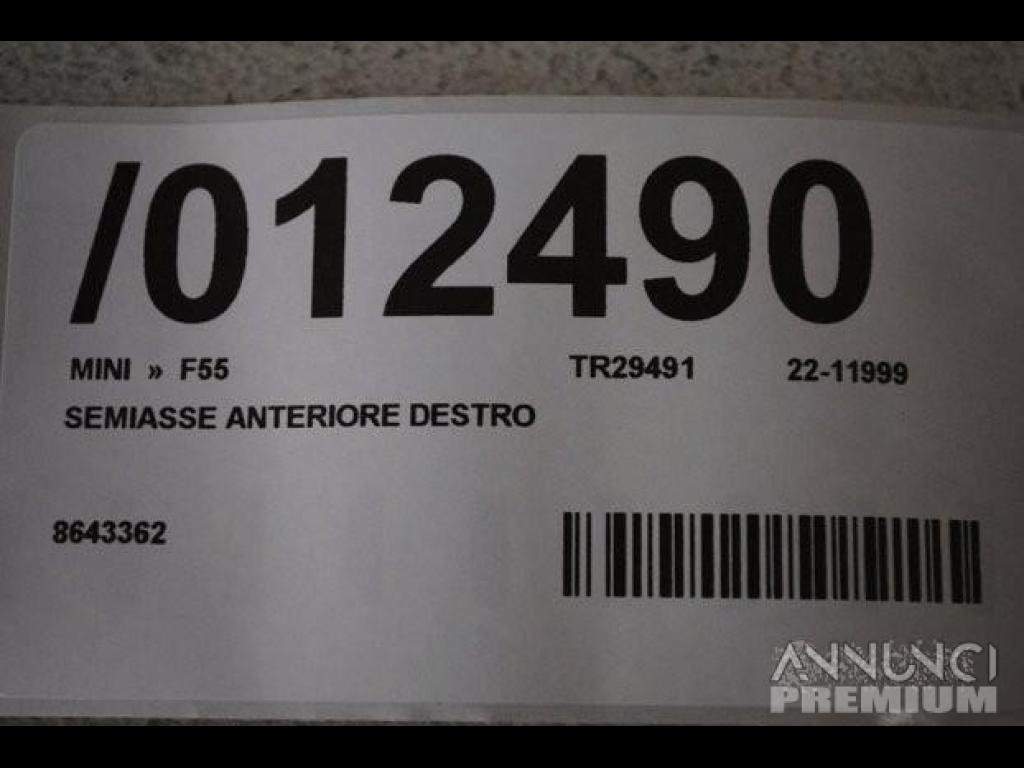 /012490
MINI » F55 TR29491 22-11999
SEMIASSE ANTERIORE DESTRO
8643362
ANNUNCI
PREMIUM